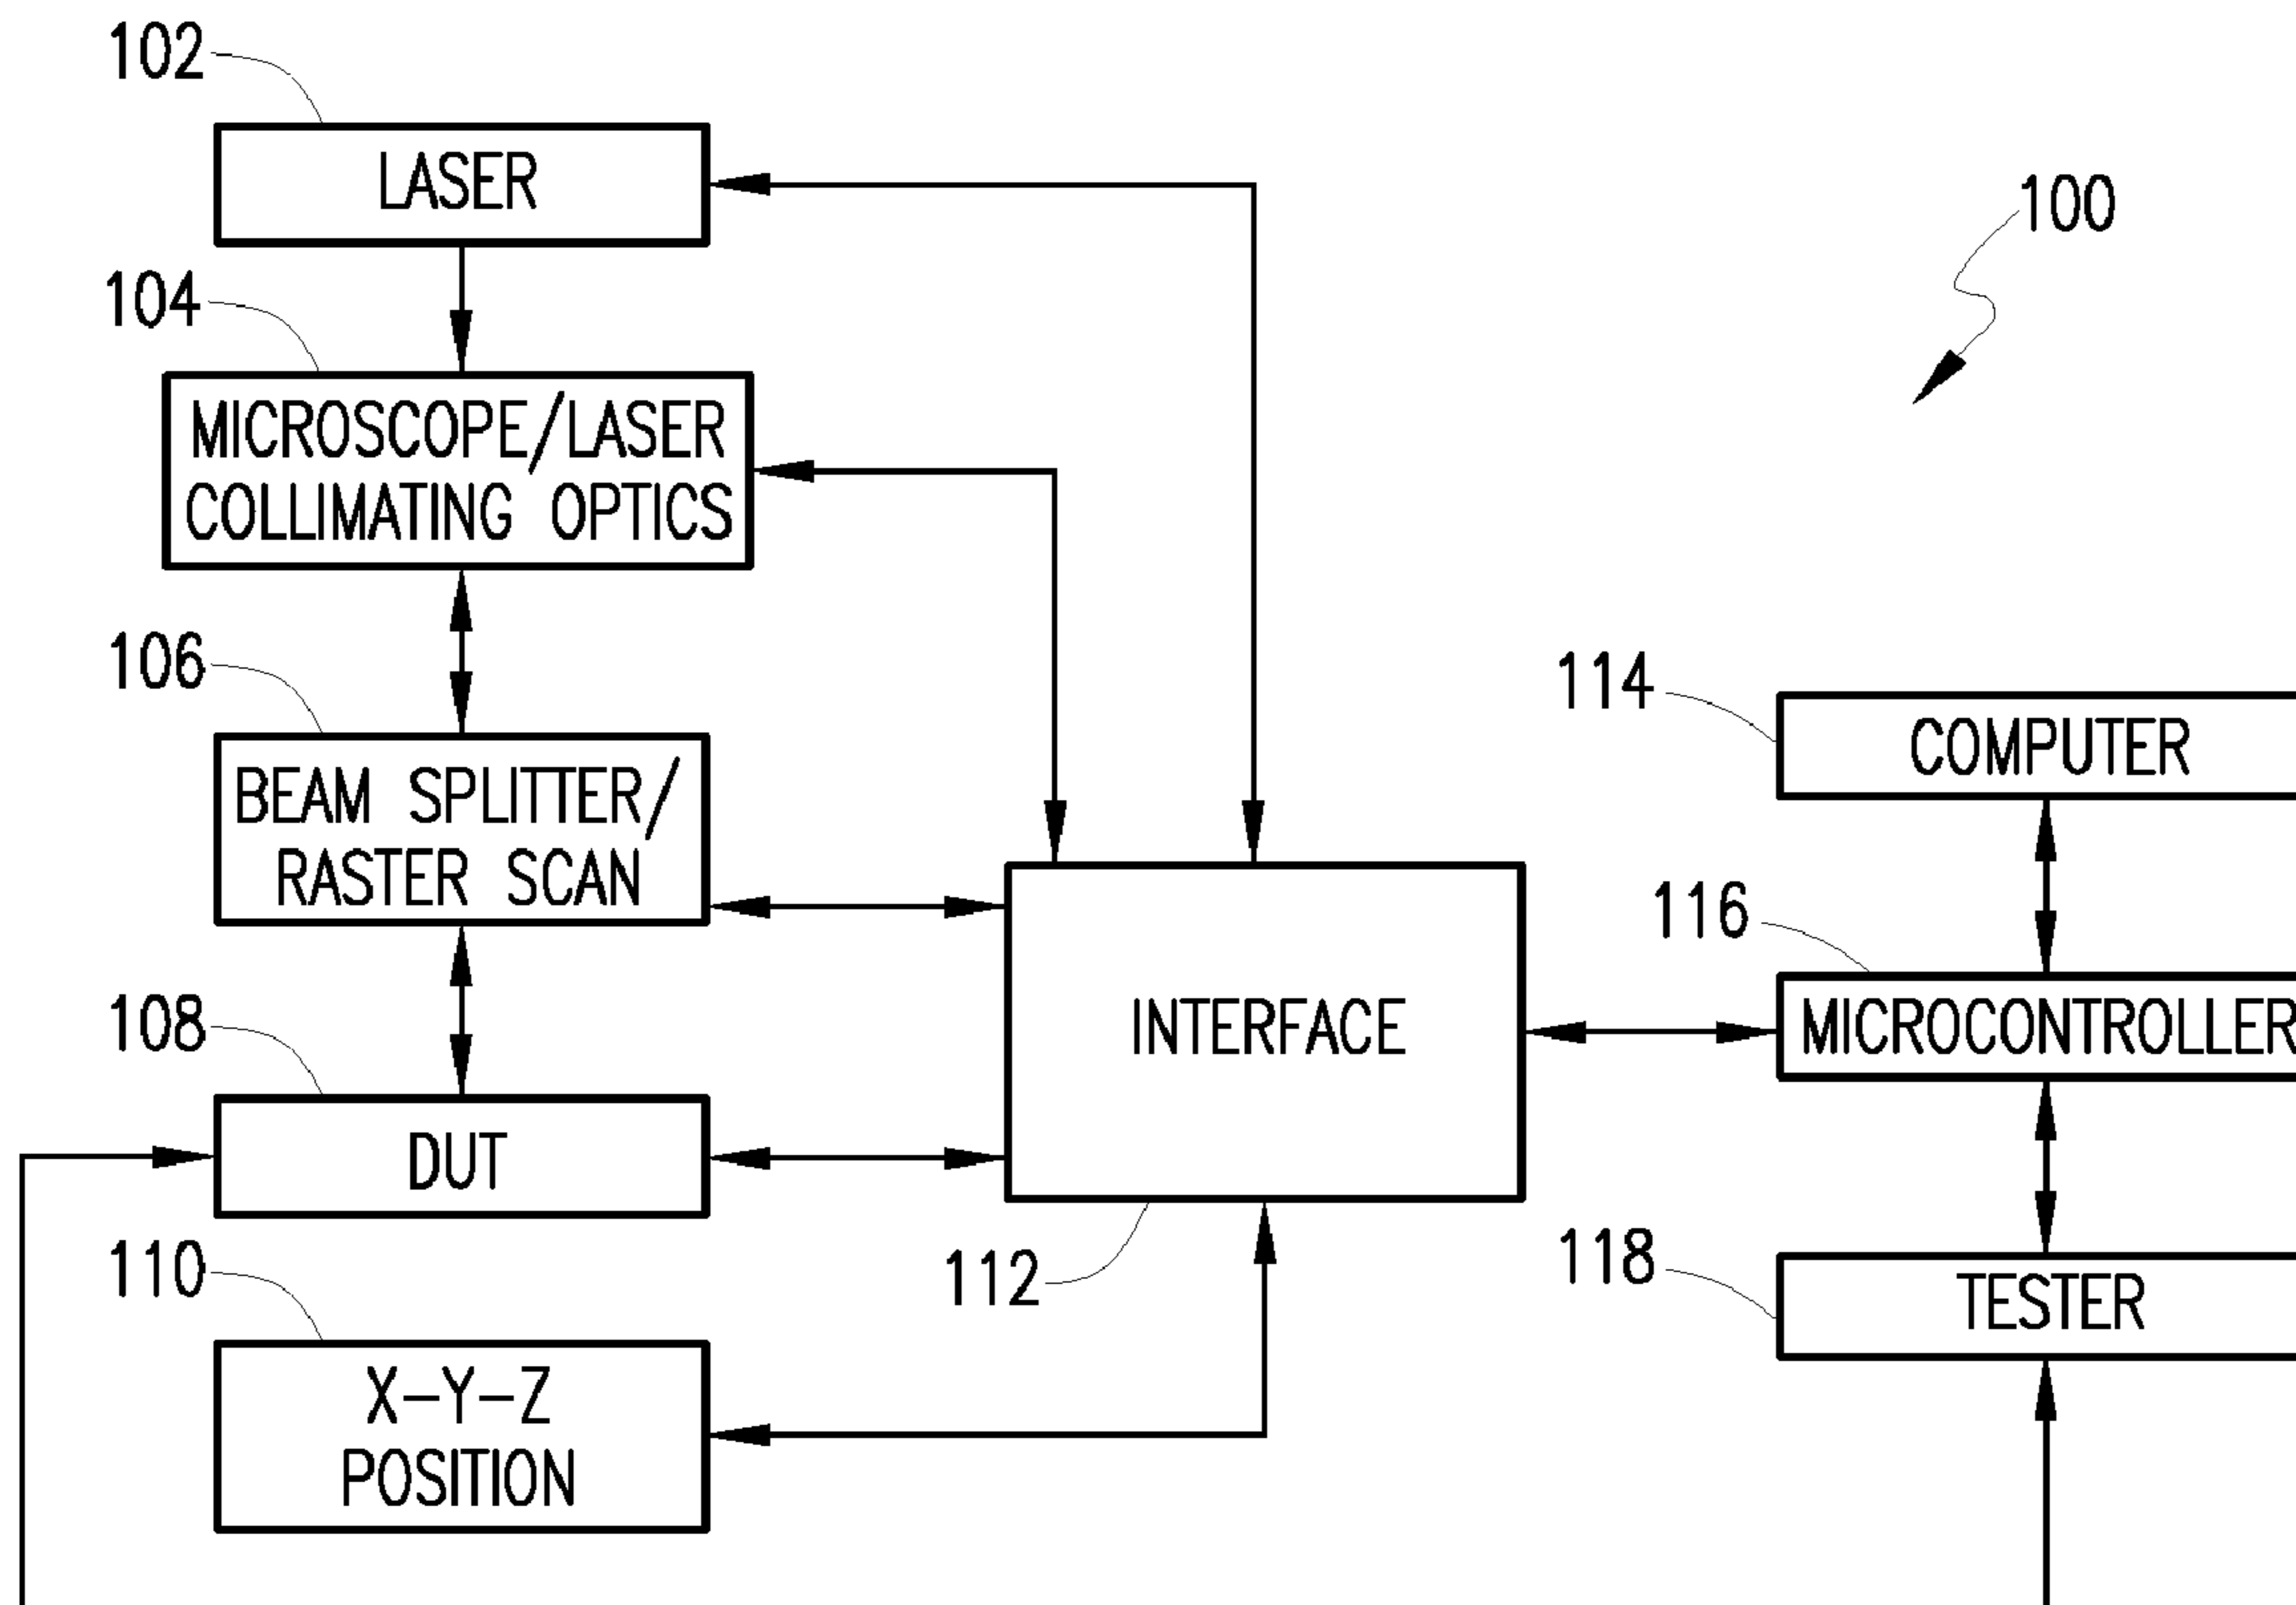 102
LASER
100
104
MICROSCOPE/LASER
COLLIMATING OPTICS
106
BEAM SPLITTER/
RASTER SCAN
114
COMPUTER
116
MICROCONTROLLER
INTERFACE
108
DUT
110
X-Y-Z
POSITION
112
118
TESTER